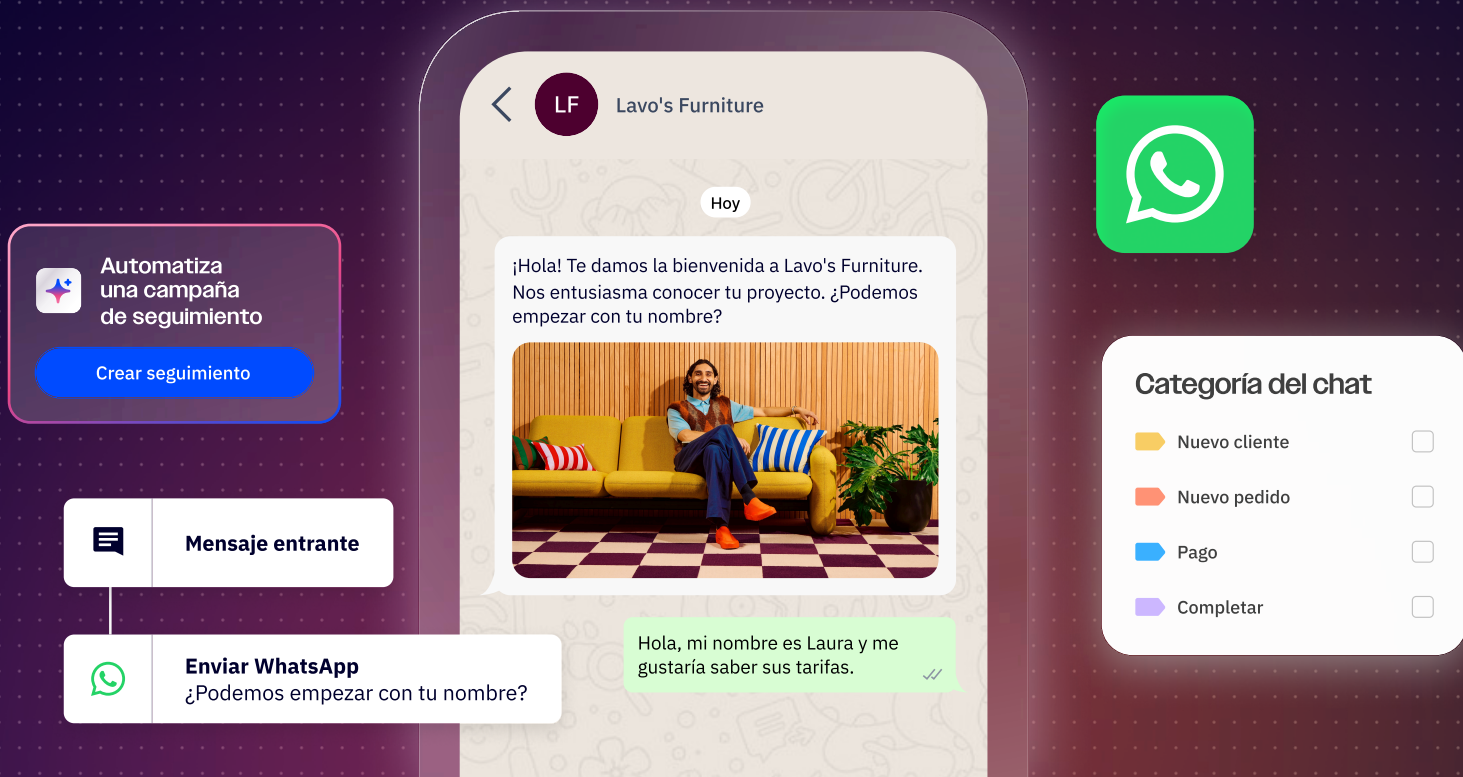 LF
Lavo's Furniture
Hoy
¡Hola! Te damos la bienvenida a Lavo's Furniture.
Nos entusiasma conocer tu proyecto. ¿Podemos
empezar con tu nombre?
Hola, mi nombre es Laura y me
gustaría saber sus tarifas.
Automatiza
una campaña
de seguimiento
Crear seguimiento
Mensaje entrante
Enviar WhatsApp
¿Podemos empezar con tu nombre?
Categoría del chat
Nuevo cliente
Nuevo pedido
Pago
Completar